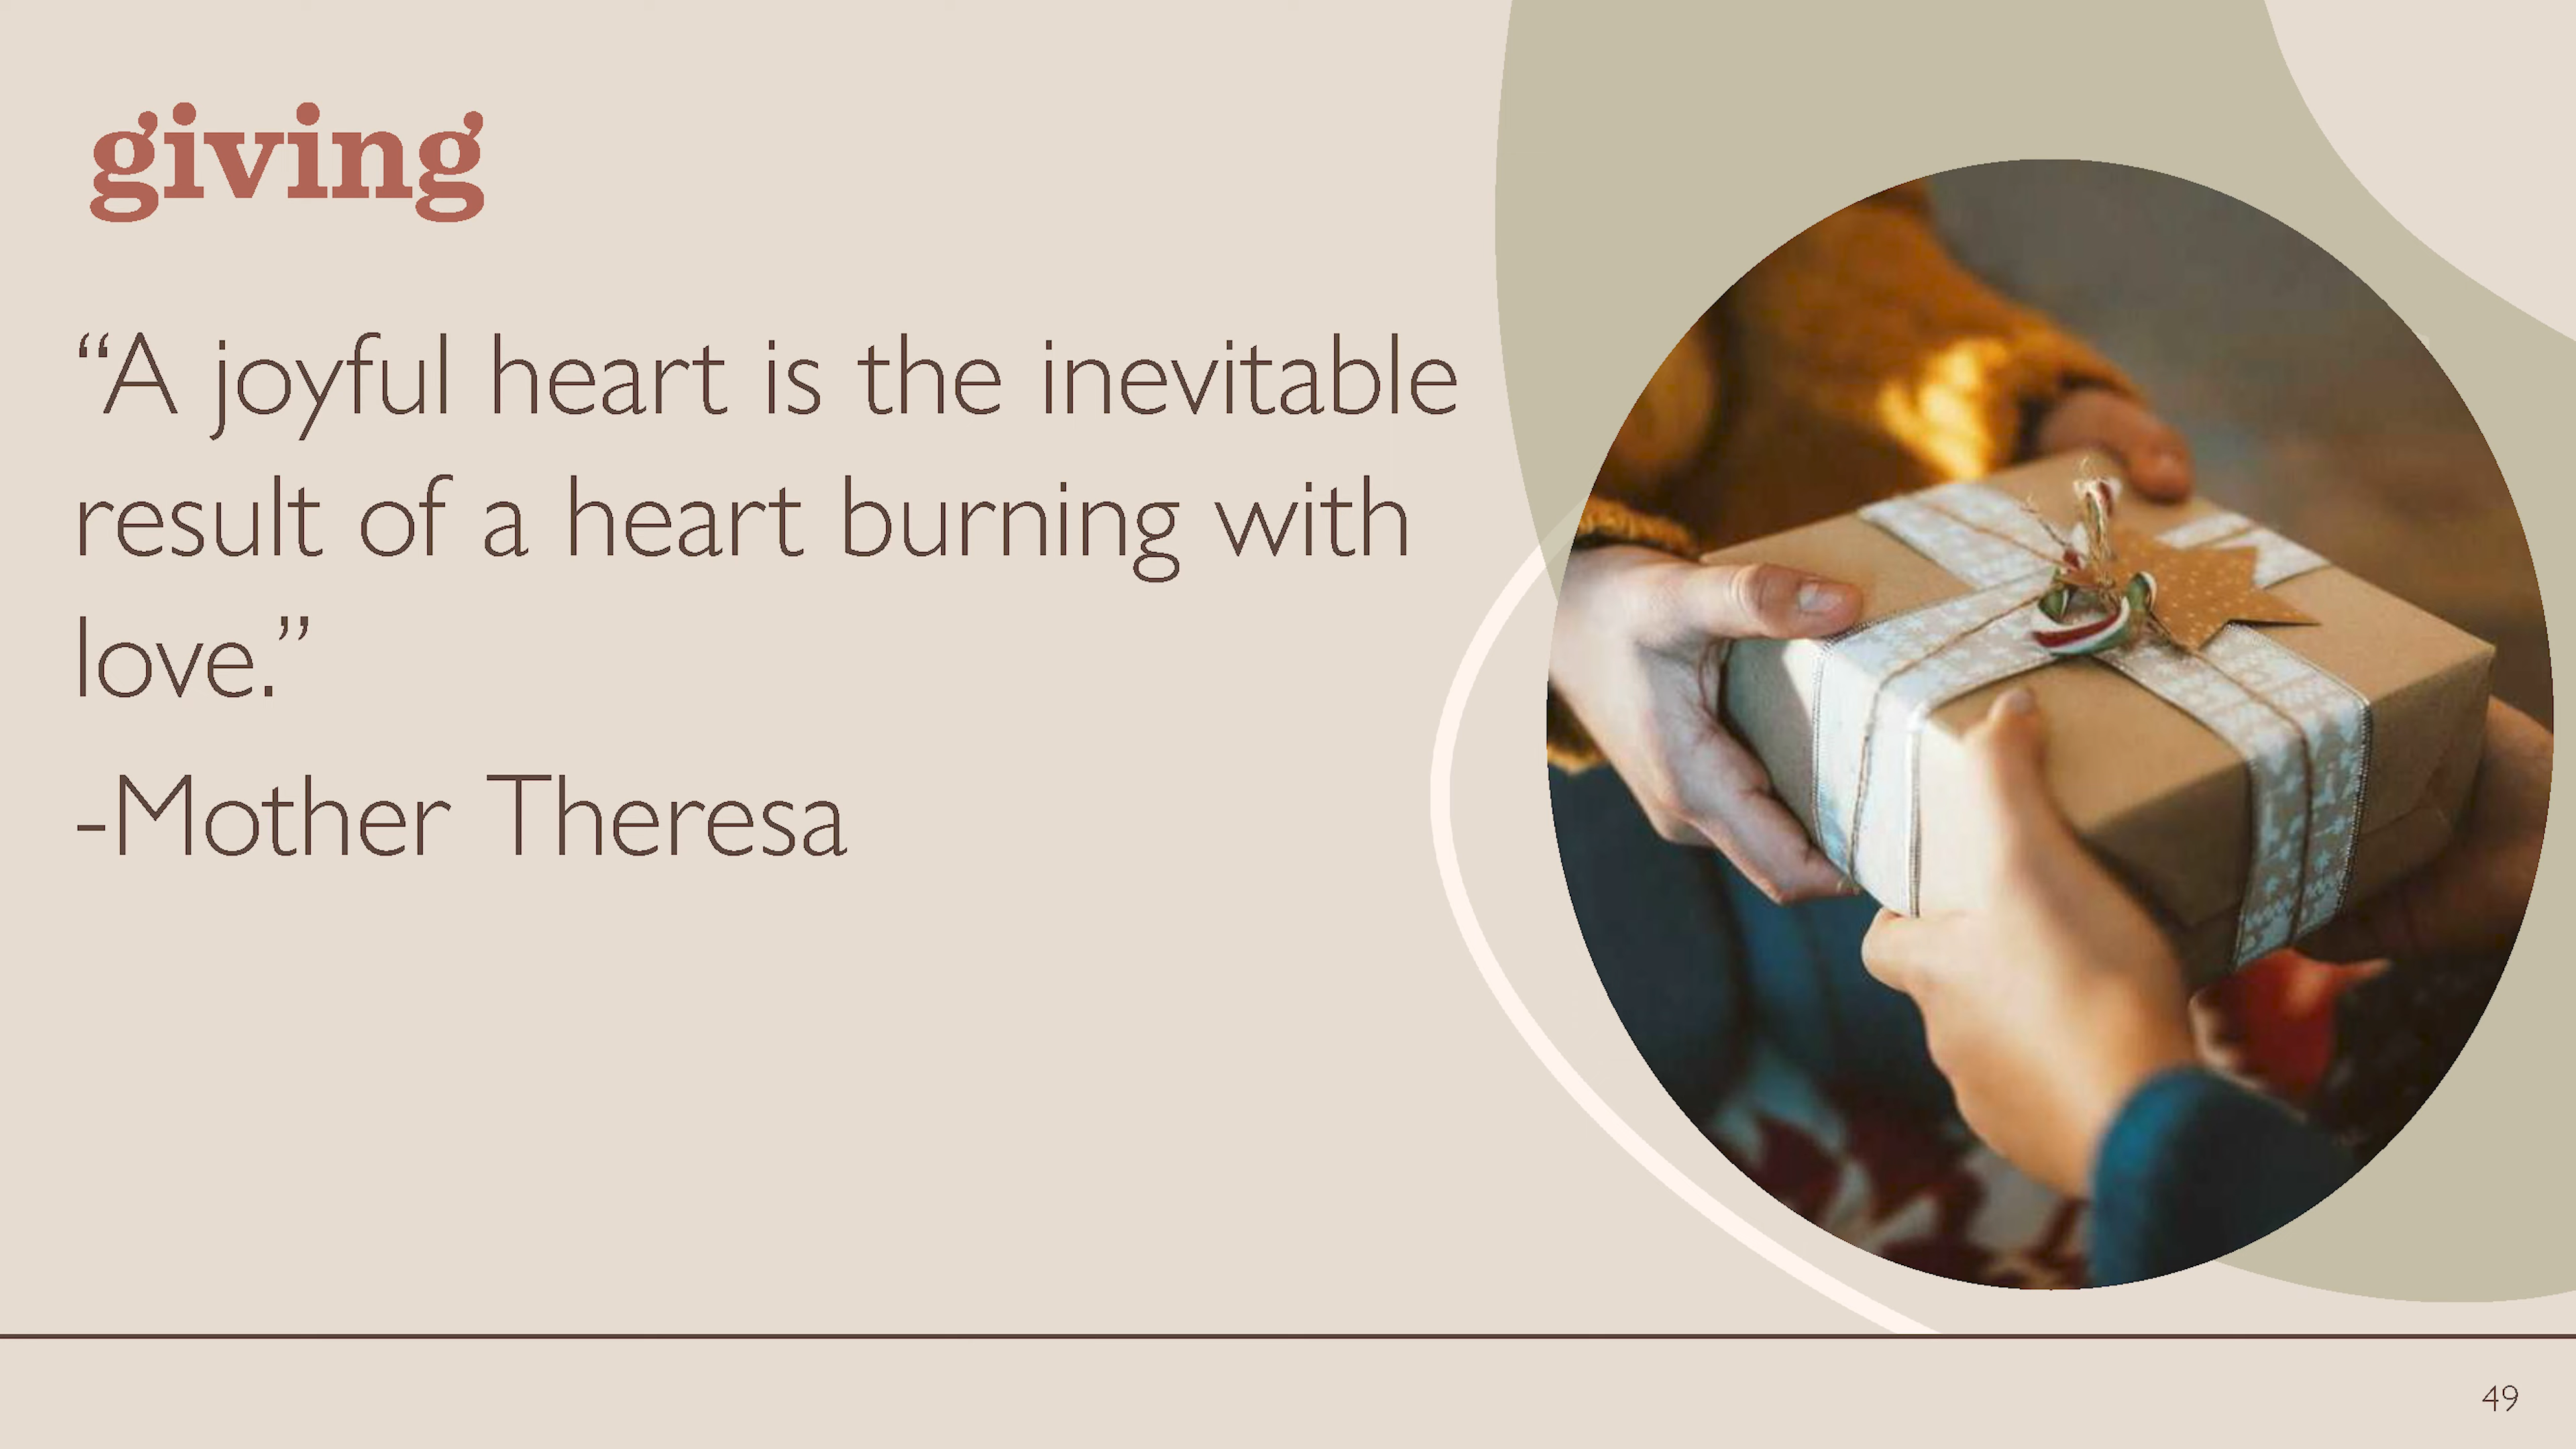 giving
“A joyful heart is the inevitable
result of a heart burning with
love.”
-Mother Theresa
49